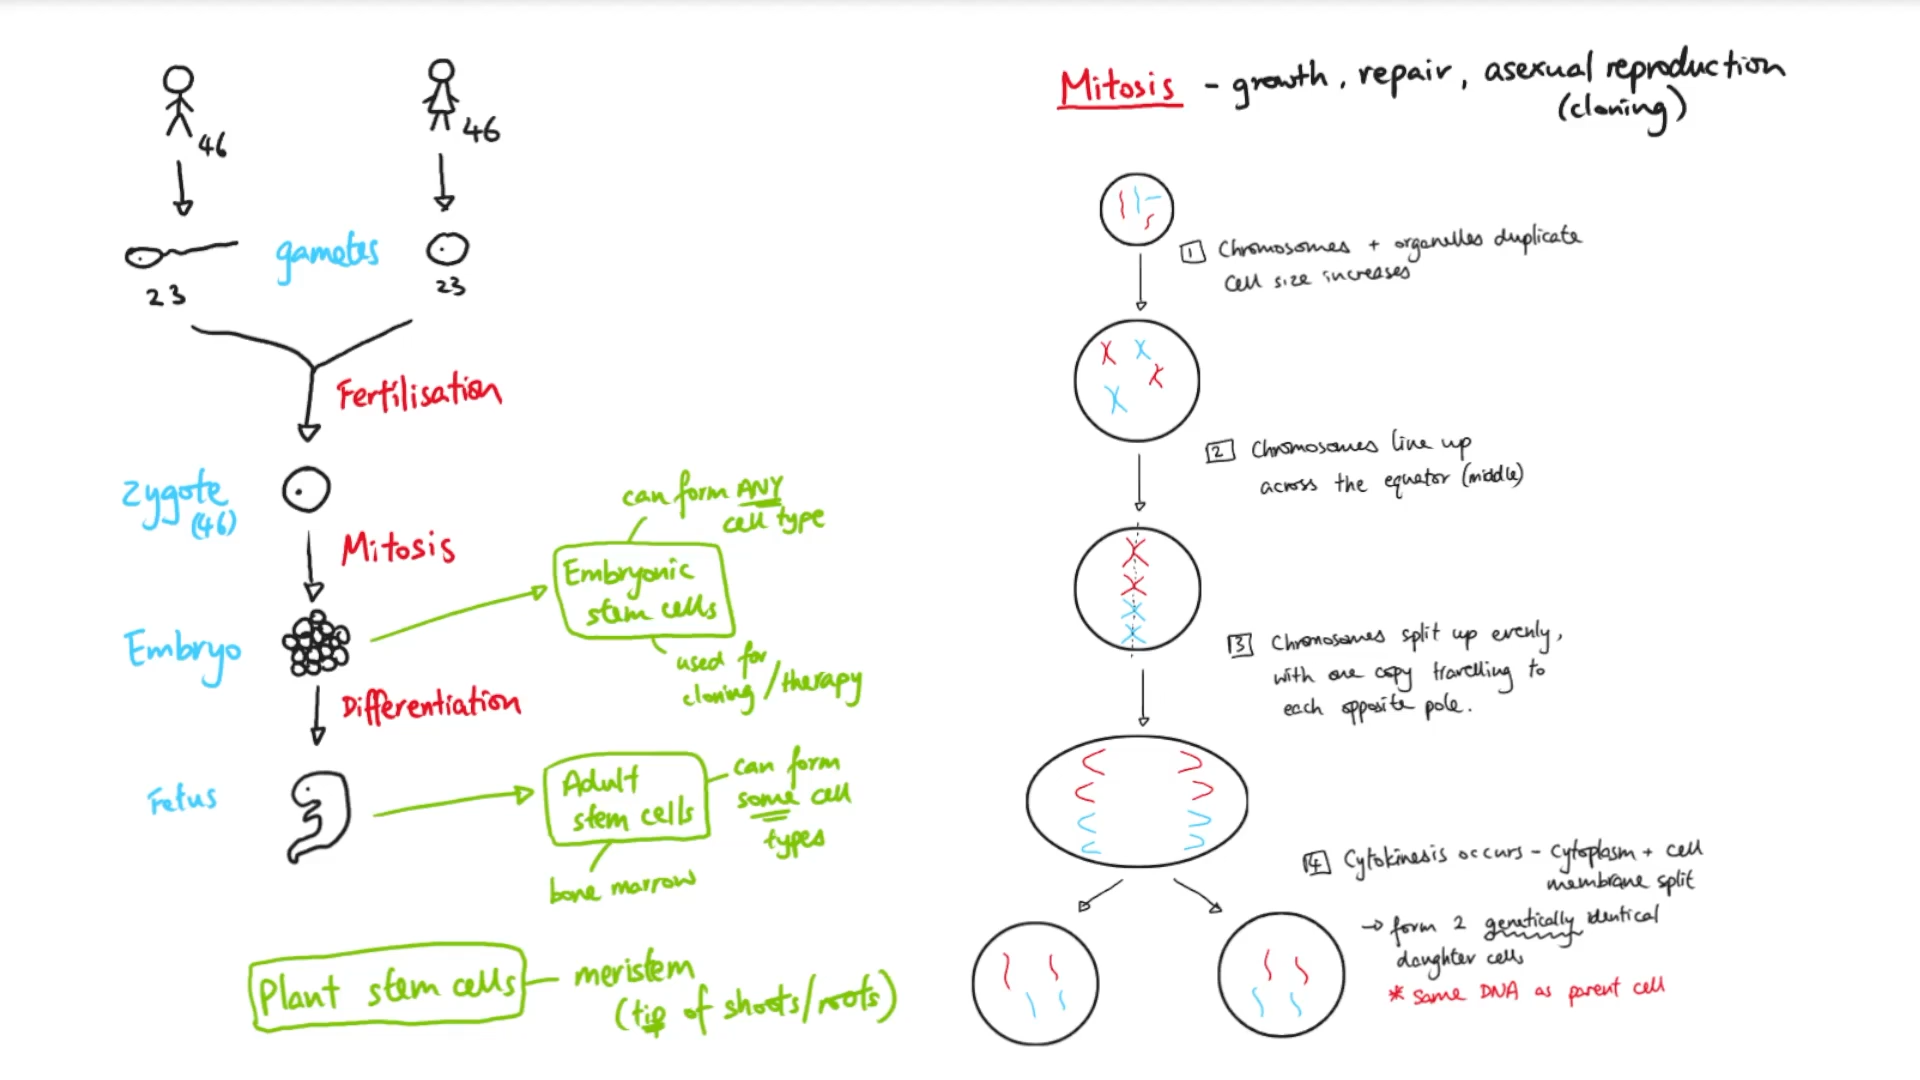 46
46
gametes
23
23
Fertilisation
Zygote
(46)
Mitosis
Embryo
Differentiation
Fetus
can form ANY
cell type
Embryonic
stem cells
used for
cloning/therapy
Adult
stem cells
can form
some cell
types
bone marrow
Plant stem cells
meristem
(tip of shoots/roots)
Mitosis - growth, repair, asexual reproduction
(cloning)
1 Chromosomes + organelles duplicate
Cell size increases
2 Chromosomes line up
across the equator (middle)
3 Chromosomes split up evenly,
with one copy travelling to
each opposite pole.
4 Cytokinesis occurs - Cytoplasm + cell
membrane split
→ form 2 genetically identical
daughter cells
* Same DNA as parent cell